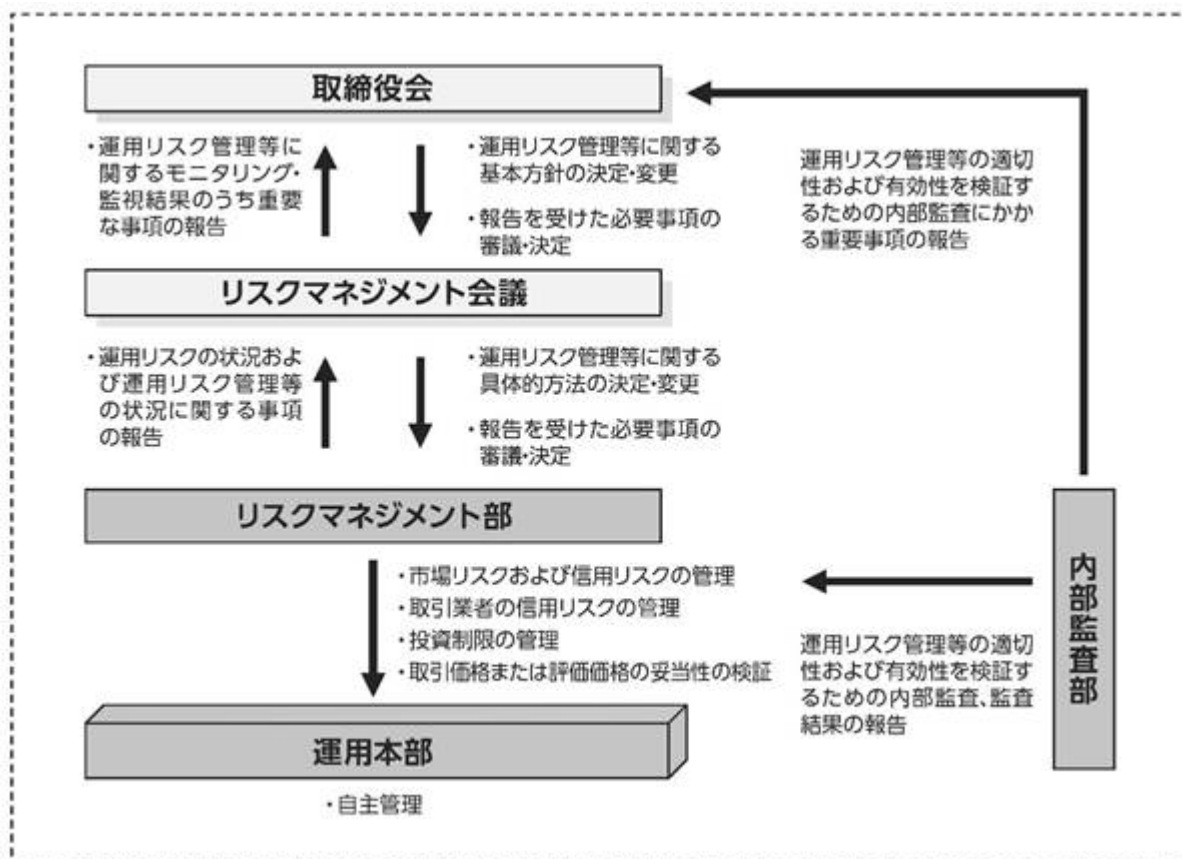 取締役会
・運用リスク管理等に
関するモニタリング・
監視結果のうち重要
な事項の報告
・運用リスク管理等に関する
基本方針の決定・変更
・報告を受けた必要事項の
審議・決定
運用リスク管理等の適切
性および有効性を検証す
るための内部監査にかか
る重要事項の報告
リスクマネジメント会議
・運用リスクの状況およ
び運用リスク管理等
の状況に関する事項
の報告
・運用リスク管理等に関する
具体的方法の決定・変更
・報告を受けた必要事項の
審議・決定
リスクマネジメント部
・市場リスクおよび信用リスクの管理
・取引業者の信用リスクの管理
・投資制限の管理
・取引価格または評価価格の妥当性の検証
運用リスク管理等の適切
性および有効性を検証す
るための内部監査、監査
結果の報告
内部監査部
運用本部
・自主管理